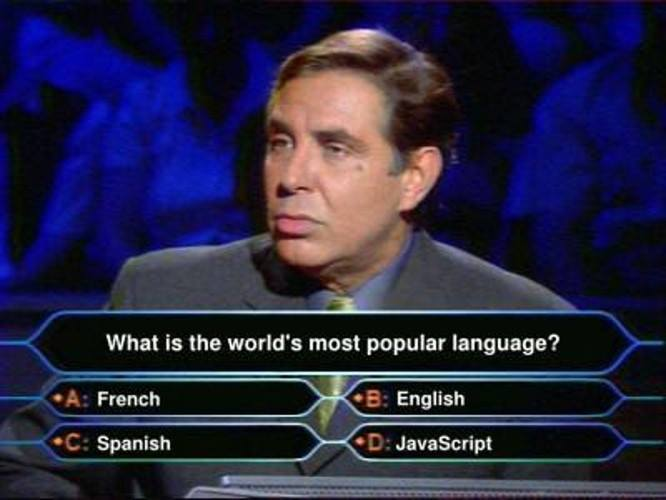 What is the world's most popular language?
A: French
B: English
C: Spanish
D: JavaScript